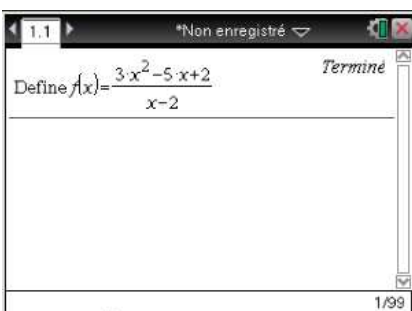 1.1 *Non enregistré
Define f(x)=3·x²−5·x+2 Terminé
x−2
1/99